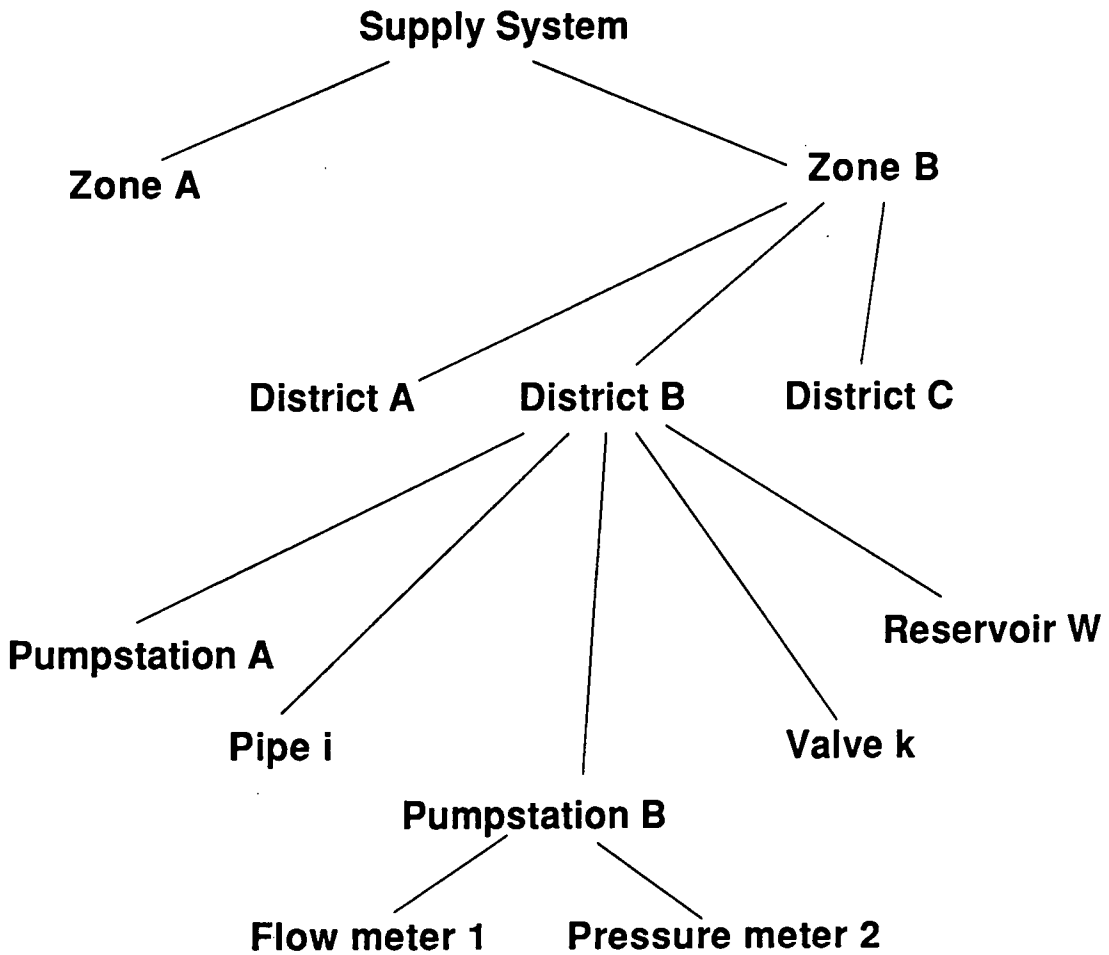 Supply System
Zone A
Zone B
District A
District B
District C
Pumpstation A
Reservoir W
Pipe i
Valve k
Pumpstation B
Flow meter 1
Pressure meter 2